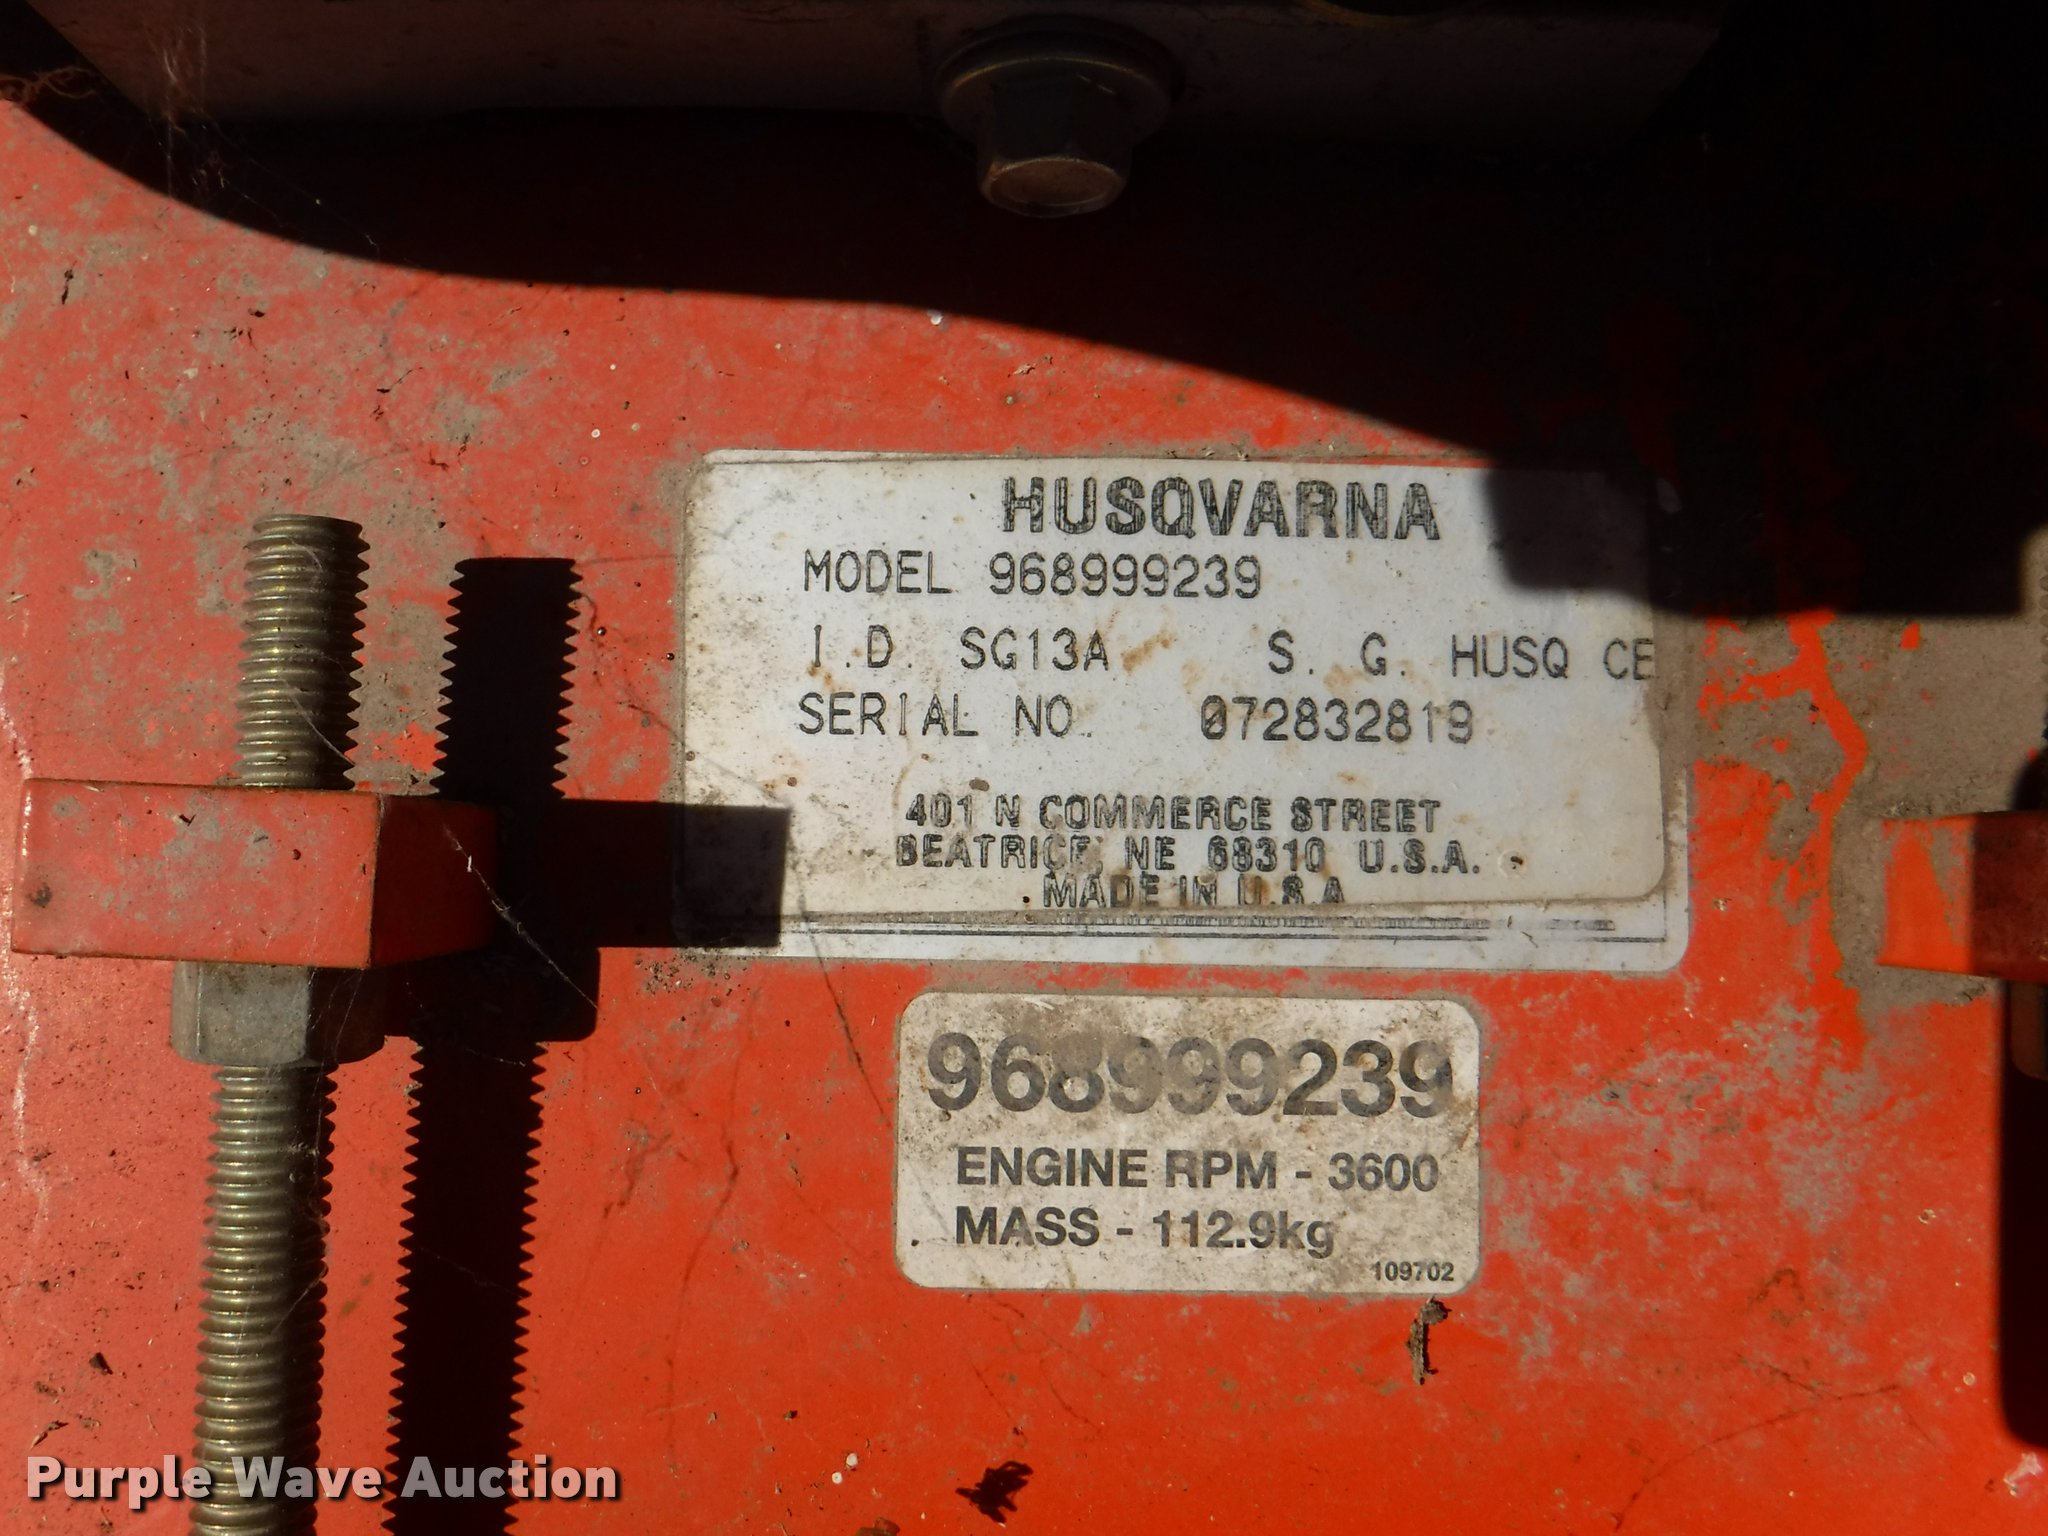 HUSQVARNA
MODEL 968999239
I.D. SG13A S. G. HUSQ CE
SERIAL NO. 072832819
401 N COMMERCE STREET
BEATRICE, NE 68310 U.S.A.
MADE IN U.S.A
968999239
ENGINE RPM - 3600
MASS - 112.9kg
109702
Purple Wave Auction